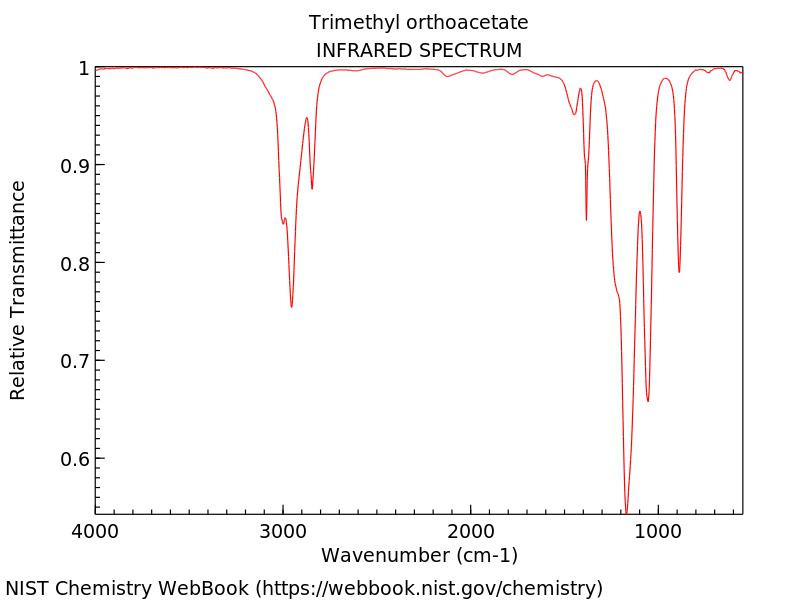 Trimethyl orthoacetate
INFRARED SPECTRUM
1
0.9
0.8
0.7
0.6
Relative Transmittance
4000 3000 2000 1000
Wavenumber (cm-1)
NIST Chemistry WebBook (https://webbook.nist.gov/chemistry)